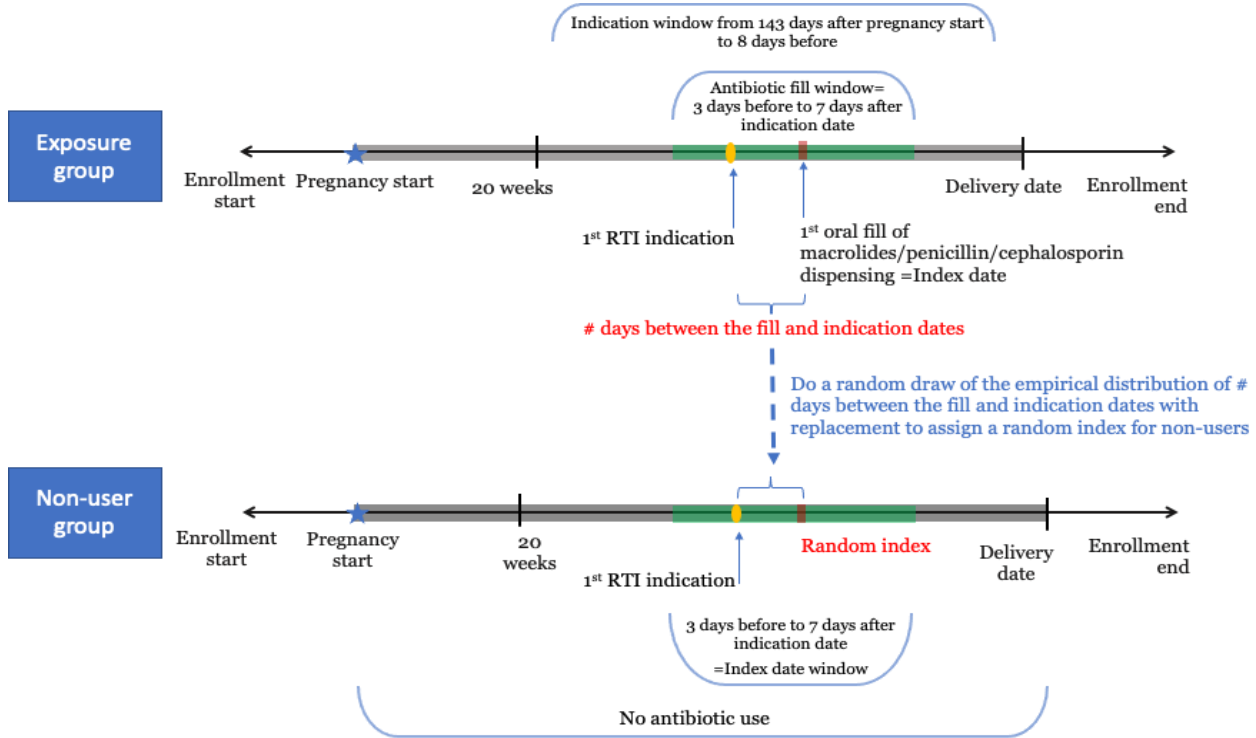 Indication window from 143 days after pregnancy start
to 8 days before
Antibiotic fill window=
3 days before to 7 days after
indication date
Exposure
group
Enrollment
start
Pregnancy start
20 weeks
Delivery date
Enrollment
end
1st RTI indication
1st oral fill of
macrolides/penicillin/cephalosporin
dispensing =Index date
# days between the fill and indication dates
Do a random draw of the empirical distribution of #
days between the fill and indication dates with
replacement to assign a random index for non-users
Non-user
group
Enrollment
start
Pregnancy
start
20
weeks
Random index
Delivery
date
Enrollment
end
1st RTI indication
3 days before to 7 days after
indication date
=Index date window
No antibiotic use